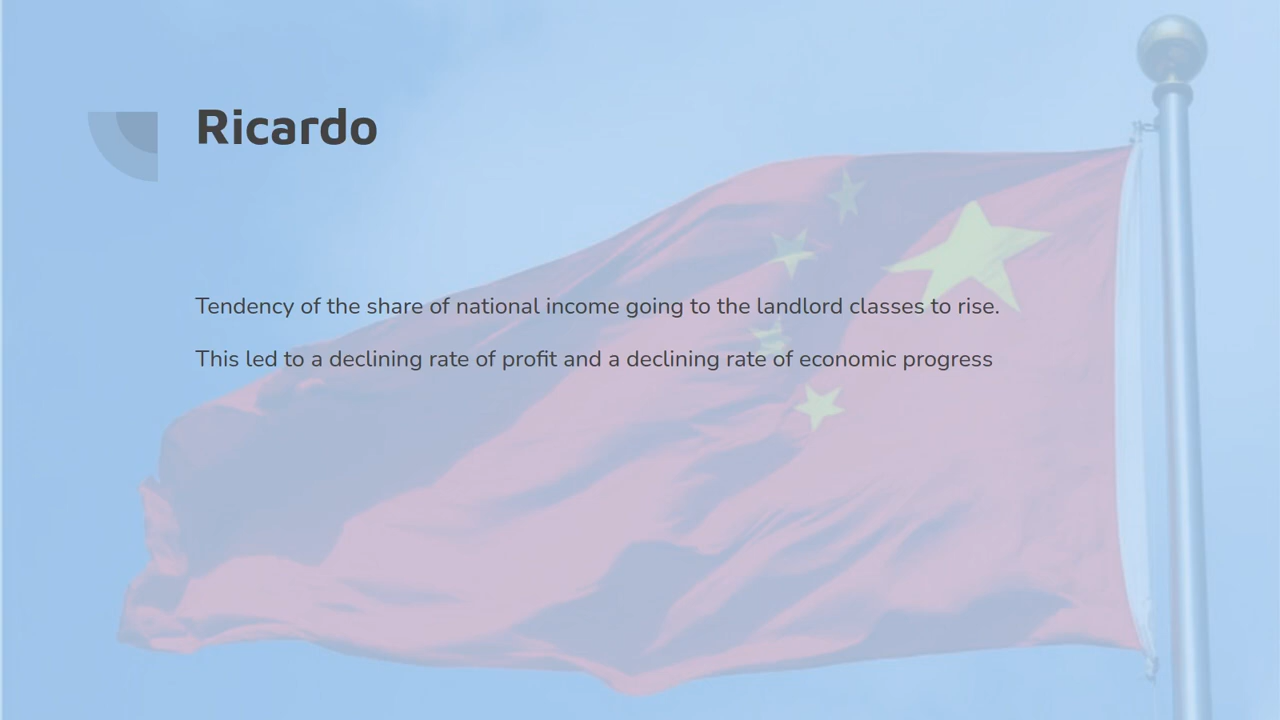 Ricardo
Tendency of the share of national income going to the landlord classes to rise.
This led to a declining rate of profit and a declining rate of economic progress